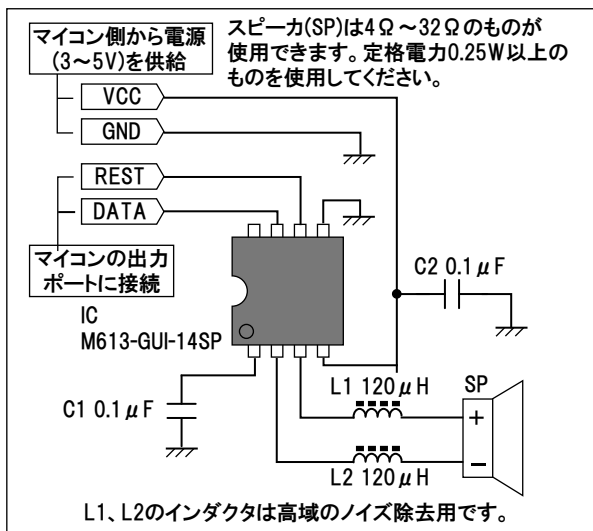 マイコン側から電源
(3～5V)を供給
スピーカ(SP)は4Ω～32Ωのものが
使用できます。定格電力0.25W以上の
ものを使用してください。
VCC
GND
REST
DATA
マイコンの出力
ポートに接続
IC
M613-GUI-14SP
C2 0.1μF
C1 0.1μF
L1 120μH
SP
+
−
L2 120μH
L1、L2のインダクタは高域のノイズ除去用です。